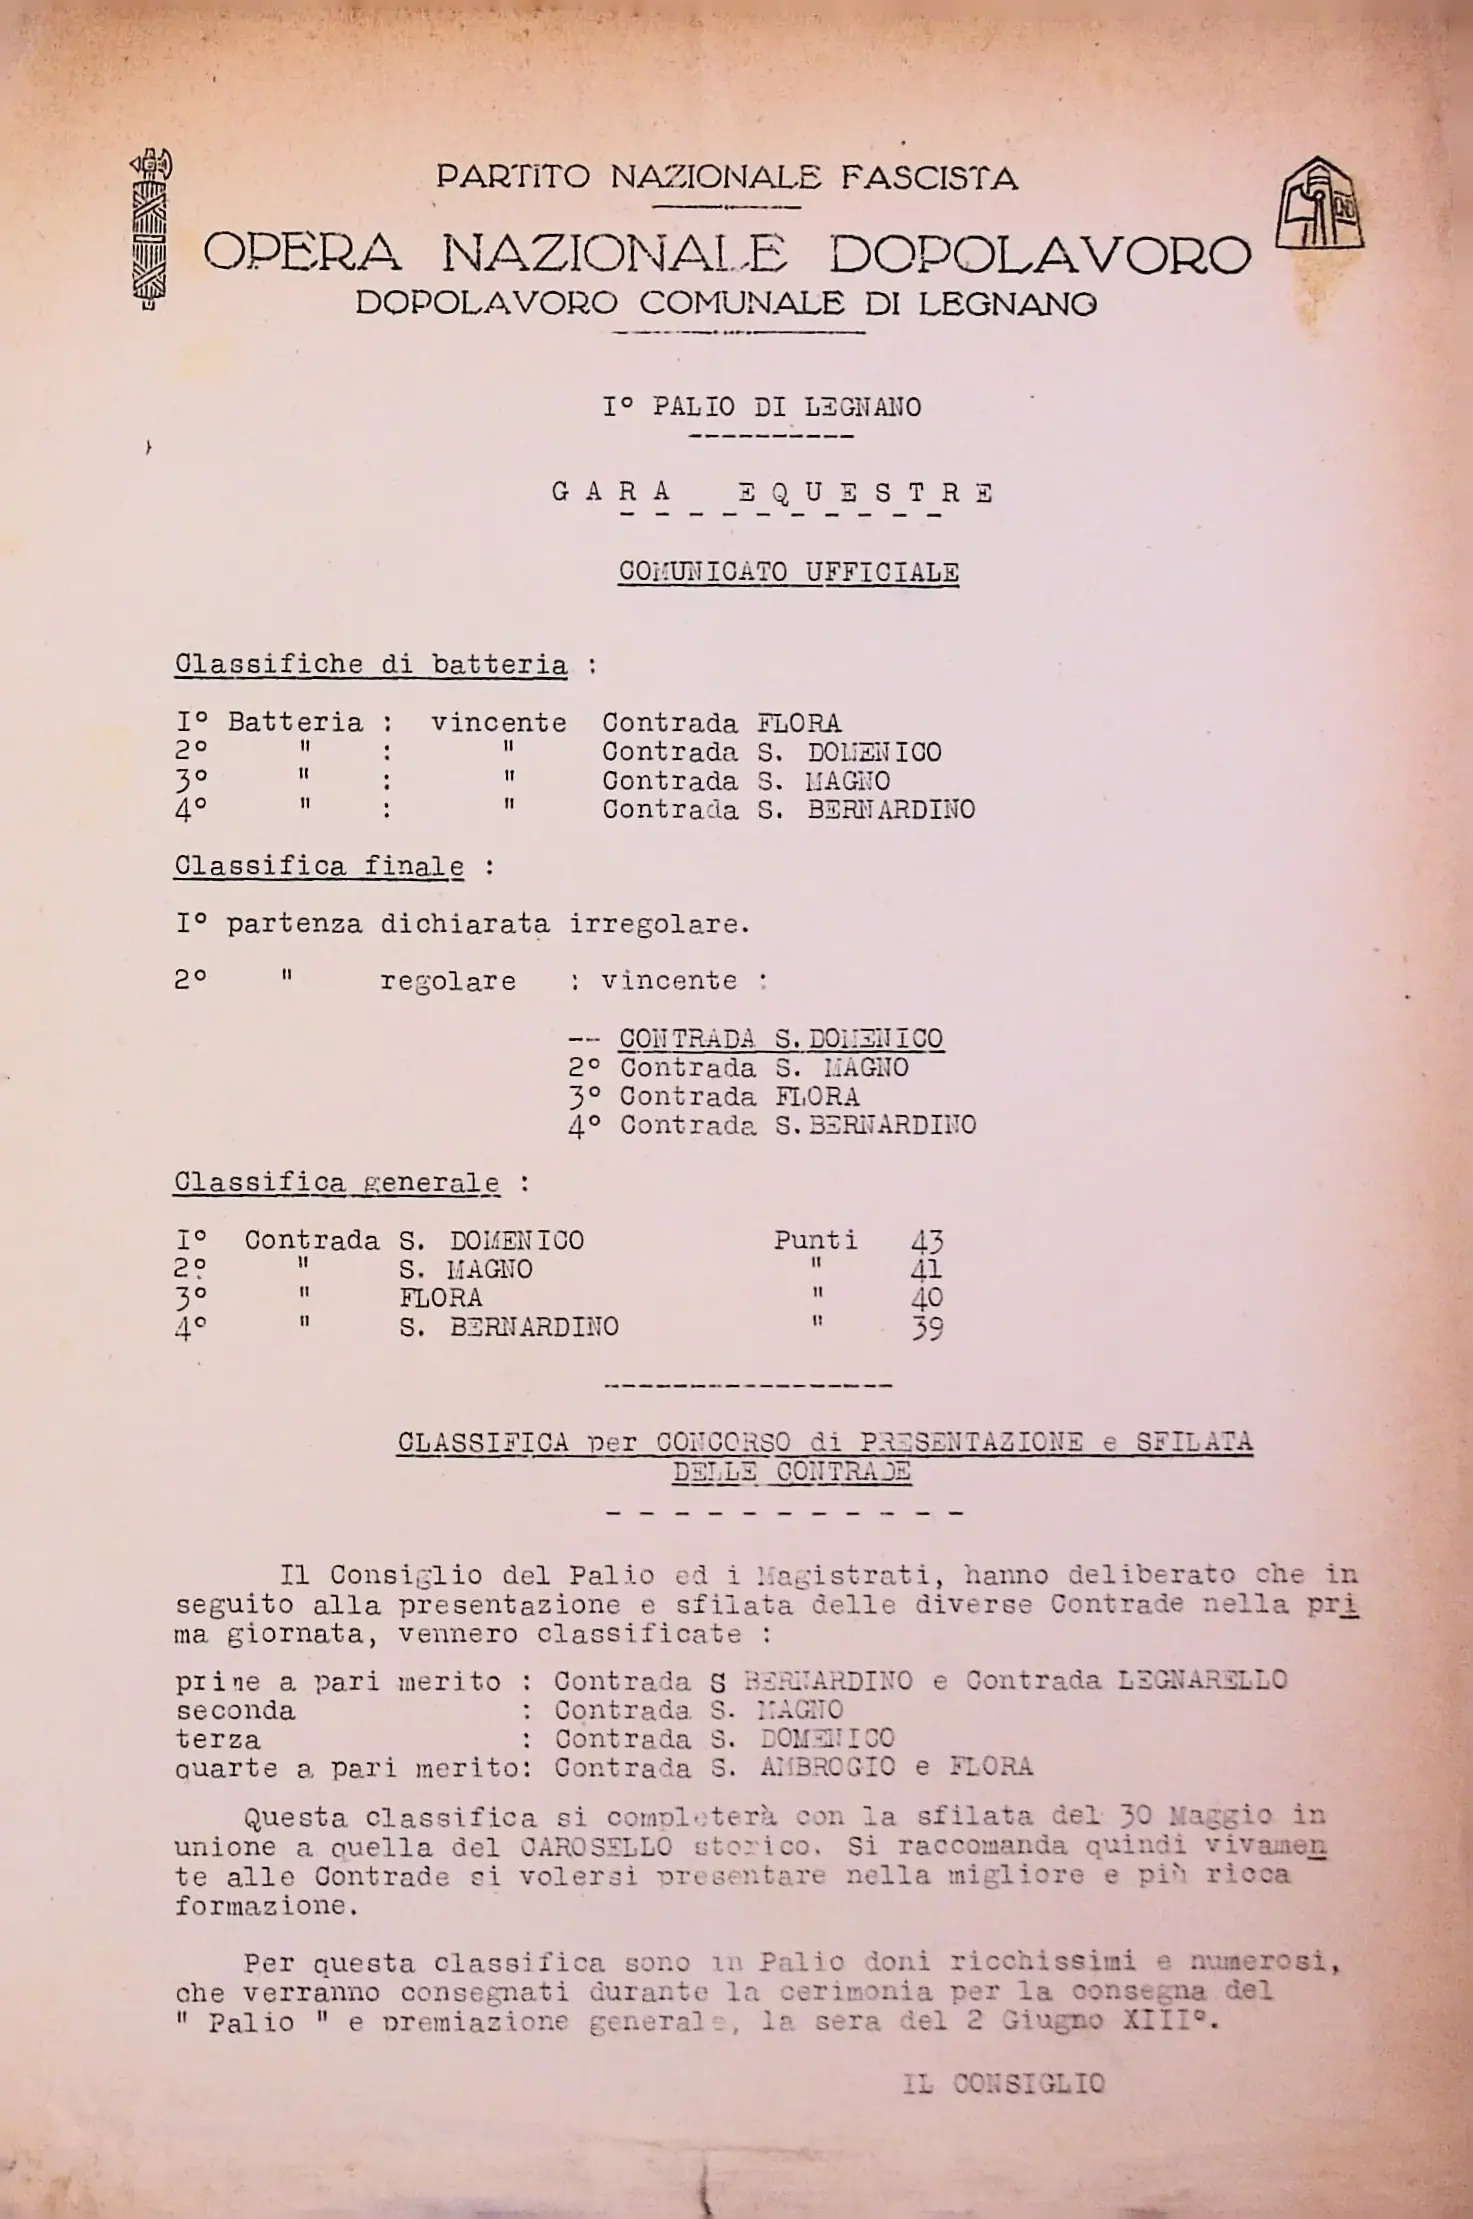 PARTITO NAZIONALE FASCISTA
OPERA NAZIONALE DOPOLAVORO
DOPOLAVORO COMUNALE DI LEGNANO
I° PALIO DI LEGNANO
GARA EQUESTRE
COMUNICATO UFFICIALE
Classifiche di batteria :
I° Batteria : vincente Contrada FLORA
2° " : " Contrada S. DOMENICO
3° " : " Contrada S. MAGNO
4° " : " Contrada S. BERNARDINO
Classifica finale :
I° partenza dichiarata irregolare.
2° " regolare : vincente :
-- CONTRADA S.DOMENICO
2° Contrada S. MAGNO
3° Contrada FLORA
4° Contrada S.BERNARDINO
Classifica generale :
I° Contrada S. DOMENICO Punti 43
2° " S. MAGNO " 41
3° " FLORA " 40
4° " S. BERNARDINO " 39
CLASSIFICA per CONCORSO di PRESENTAZIONE e SFILATA
DELLE CONTRADE
Il Consiglio del Palio ed i Magistrati, hanno deliberato che in
seguito alla presentazione e sfilata delle diverse Contrade nella pri
ma giornata, vennero classificate :
prime a pari merito : Contrada S BERNARDINO e Contrada LEGNARELLO
seconda : Contrada S. MAGNO
terza : Contrada S. DOMENICO
quarte a pari merito: Contrada S. AMBROGIO e FLORA
Questa classifica si completerà con la sfilata del 30 Maggio in
unione a quella del CAROSELLO storico. Si raccomanda quindi vivamen
te alle Contrade si volersi presentare nella migliore e più ricca
formazione.
Per questa classifica sono in Palio doni ricchissimi e numerosi,
che verranno consegnati durante la cerimonia per la consegna del
" Palio " e premiazione generale, la sera del 2 Giugno XIII°.
IL CONSIGLIO